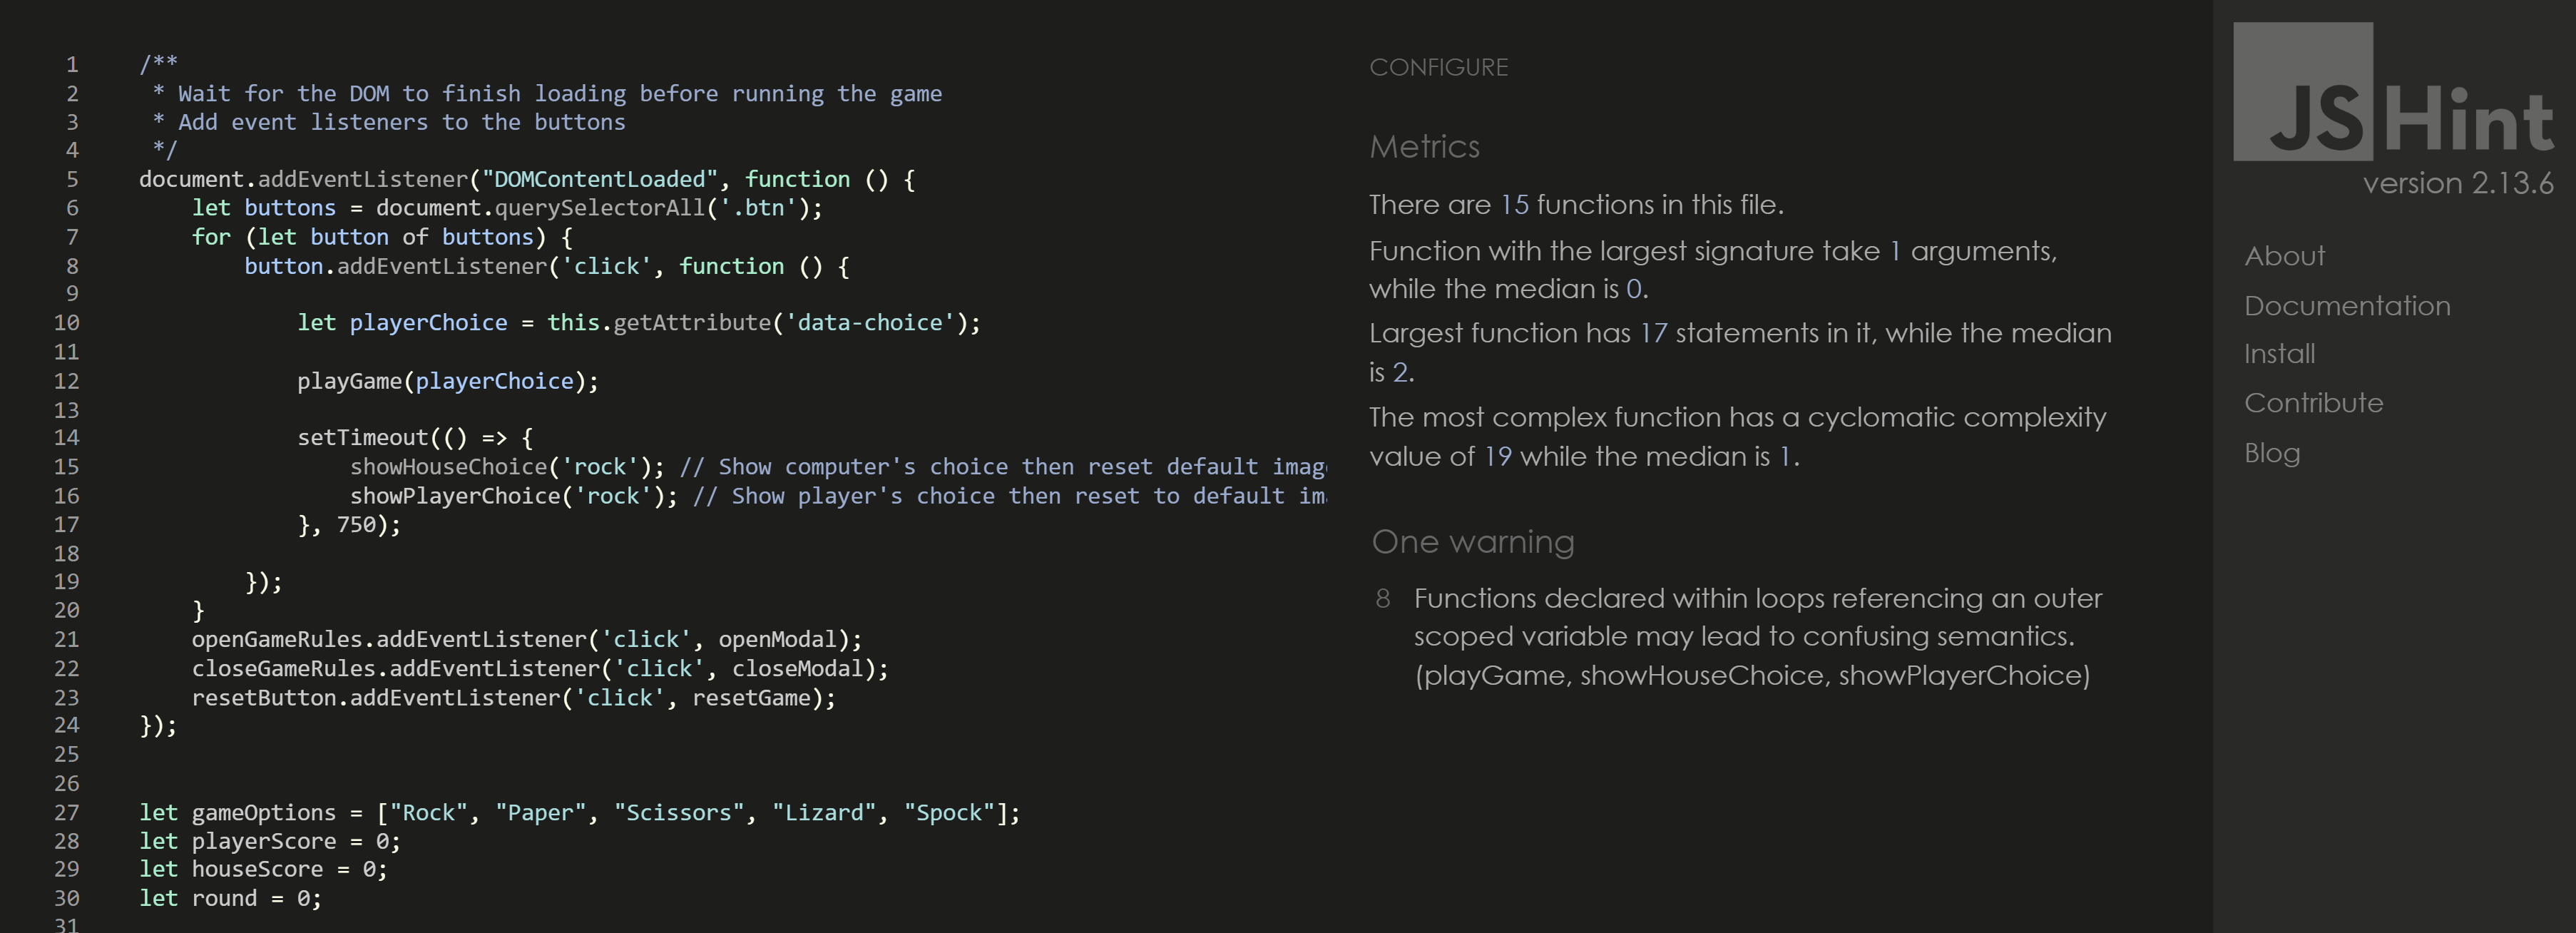 1 /**
2  * Wait for the DOM to finish loading before running the game
3  * Add event listeners to the buttons
4  */
5 document.addEventListener("DOMContentLoaded", function () {
6     let buttons = document.querySelectorAll('.btn');
7     for (let button of buttons) {
8         button.addEventListener('click', function () {
9
10             let playerChoice = this.getAttribute('data-choice');
11
12             playGame(playerChoice);
13
14             setTimeout(() => {
15                 showHouseChoice('rock'); // Show computer's choice then reset default imag
16                 showPlayerChoice('rock'); // Show player's choice then reset to default im
17             }, 750);
18
19         });
20     }
21     openGameRules.addEventListener('click', openModal);
22     closeGameRules.addEventListener('click', closeModal);
23     resetButton.addEventListener('click', resetGame);
24 });
25
26
27 let gameOptions = ["Rock", "Paper", "Scissors", "Lizard", "Spock"];
28 let playerScore = 0;
29 let houseScore = 0;
30 let round = 0;
31
CONFIGURE
Metrics
There are 15 functions in this file.
Function with the largest signature take 1 arguments,
while the median is 0.
Largest function has 17 statements in it, while the median
is 2.
The most complex function has a cyclomatic complexity
value of 19 while the median is 1.
One warning
8 Functions declared within loops referencing an outer
scoped variable may lead to confusing semantics.
(playGame, showHouseChoice, showPlayerChoice)
JSHint
version 2.13.6
About
Documentation
Install
Contribute
Blog